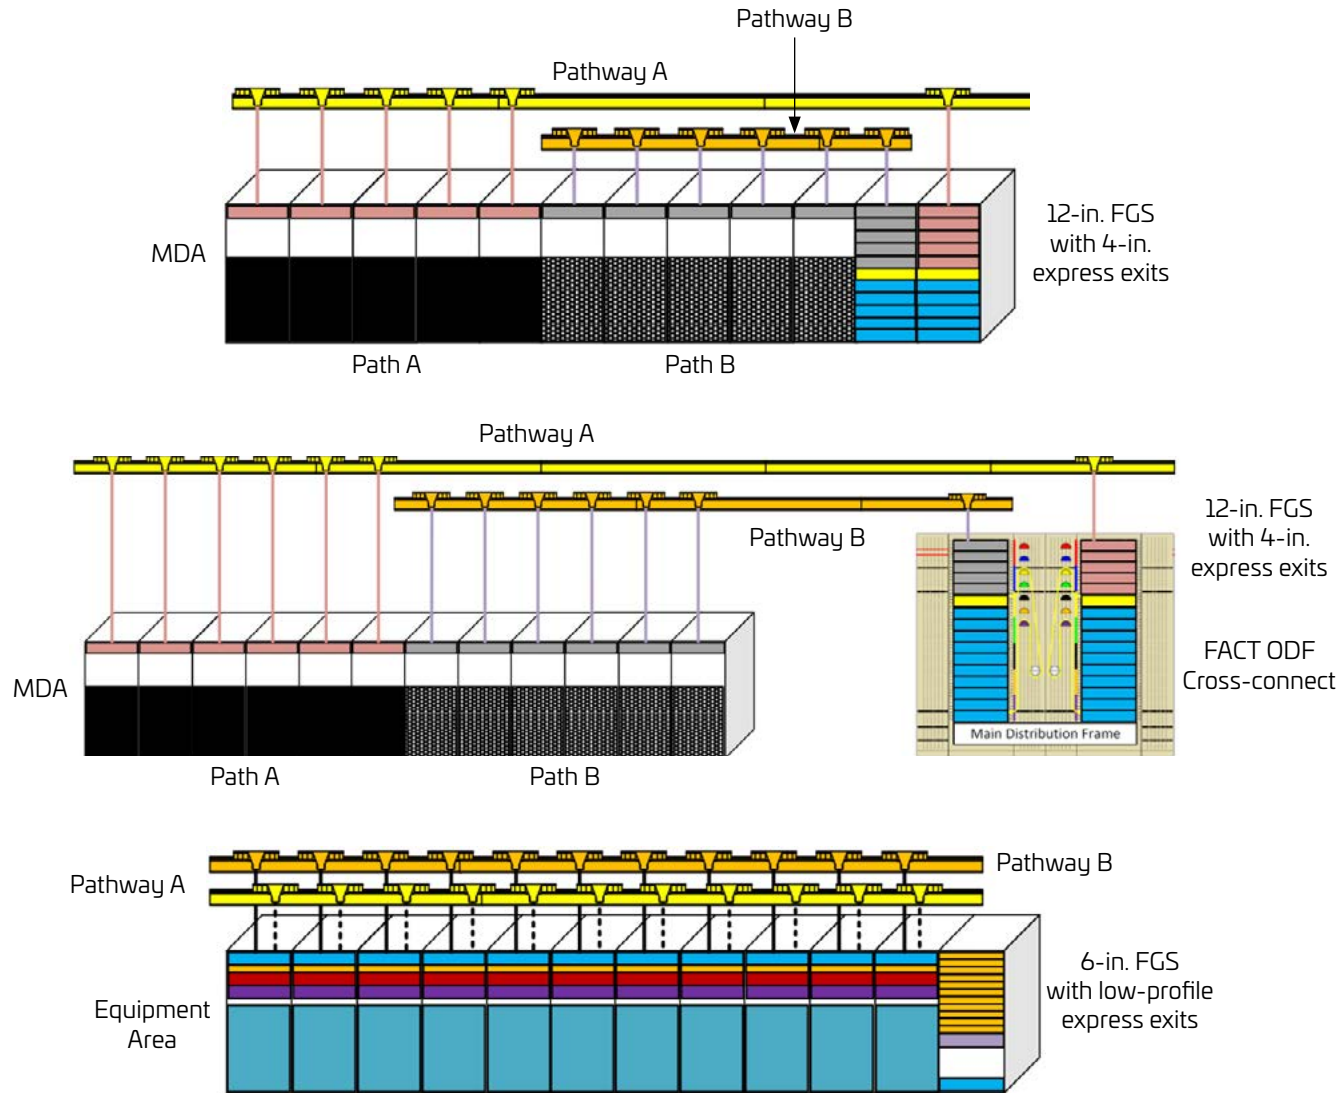 Pathway B
Pathway A
MDA
12-in. FGS
with 4-in.
express exits
Path A
Path B
Pathway A
Pathway B
12-in. FGS
with 4-in.
express exits
MDA
FACT ODF
Cross-connect
Main Distribution Frame
Path A
Path B
Pathway B
Pathway A
6-in. FGS
with low-profile
express exits
Equipment
Area